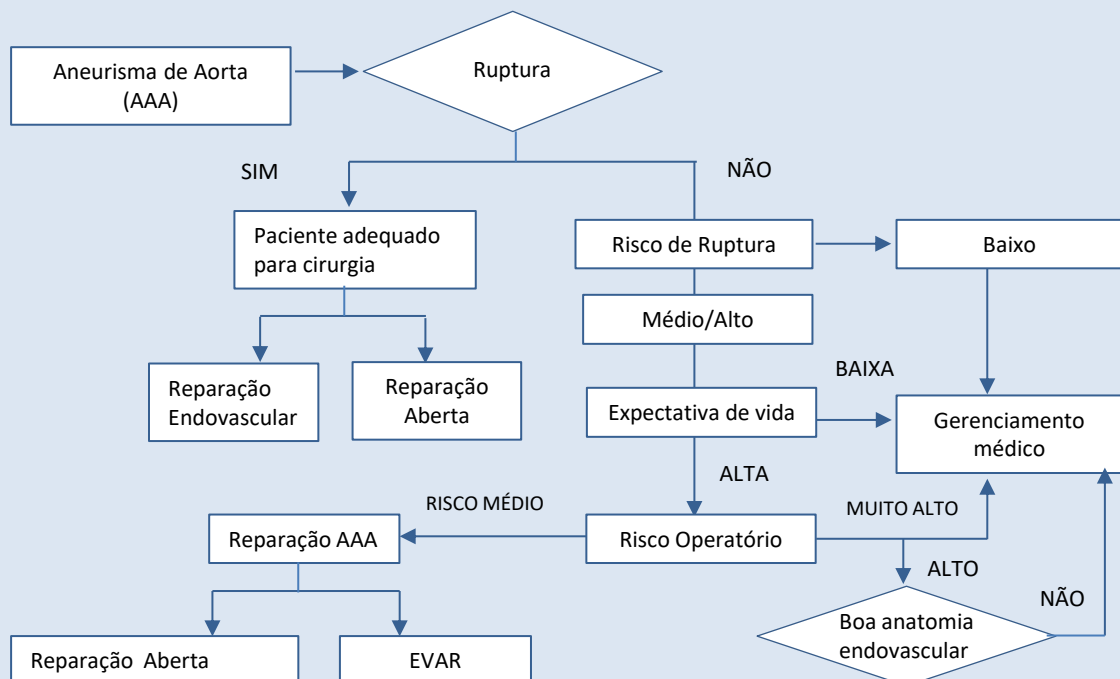 Aneurisma de Aorta
(AAA)
Ruptura
SIM
NÃO
Paciente adequado
para cirurgia
Risco de Ruptura
Baixo
Médio/Alto
Reparação
Endovascular
Reparação
Aberta
BAIXA
Expectativa de vida
Gerenciamento
médico
ALTA
RISCO MÉDIO
MUITO ALTO
Reparação AAA
Risco Operatório
ALTO
NÃO
Boa anatomia
endovascular
Reparação Aberta
EVAR